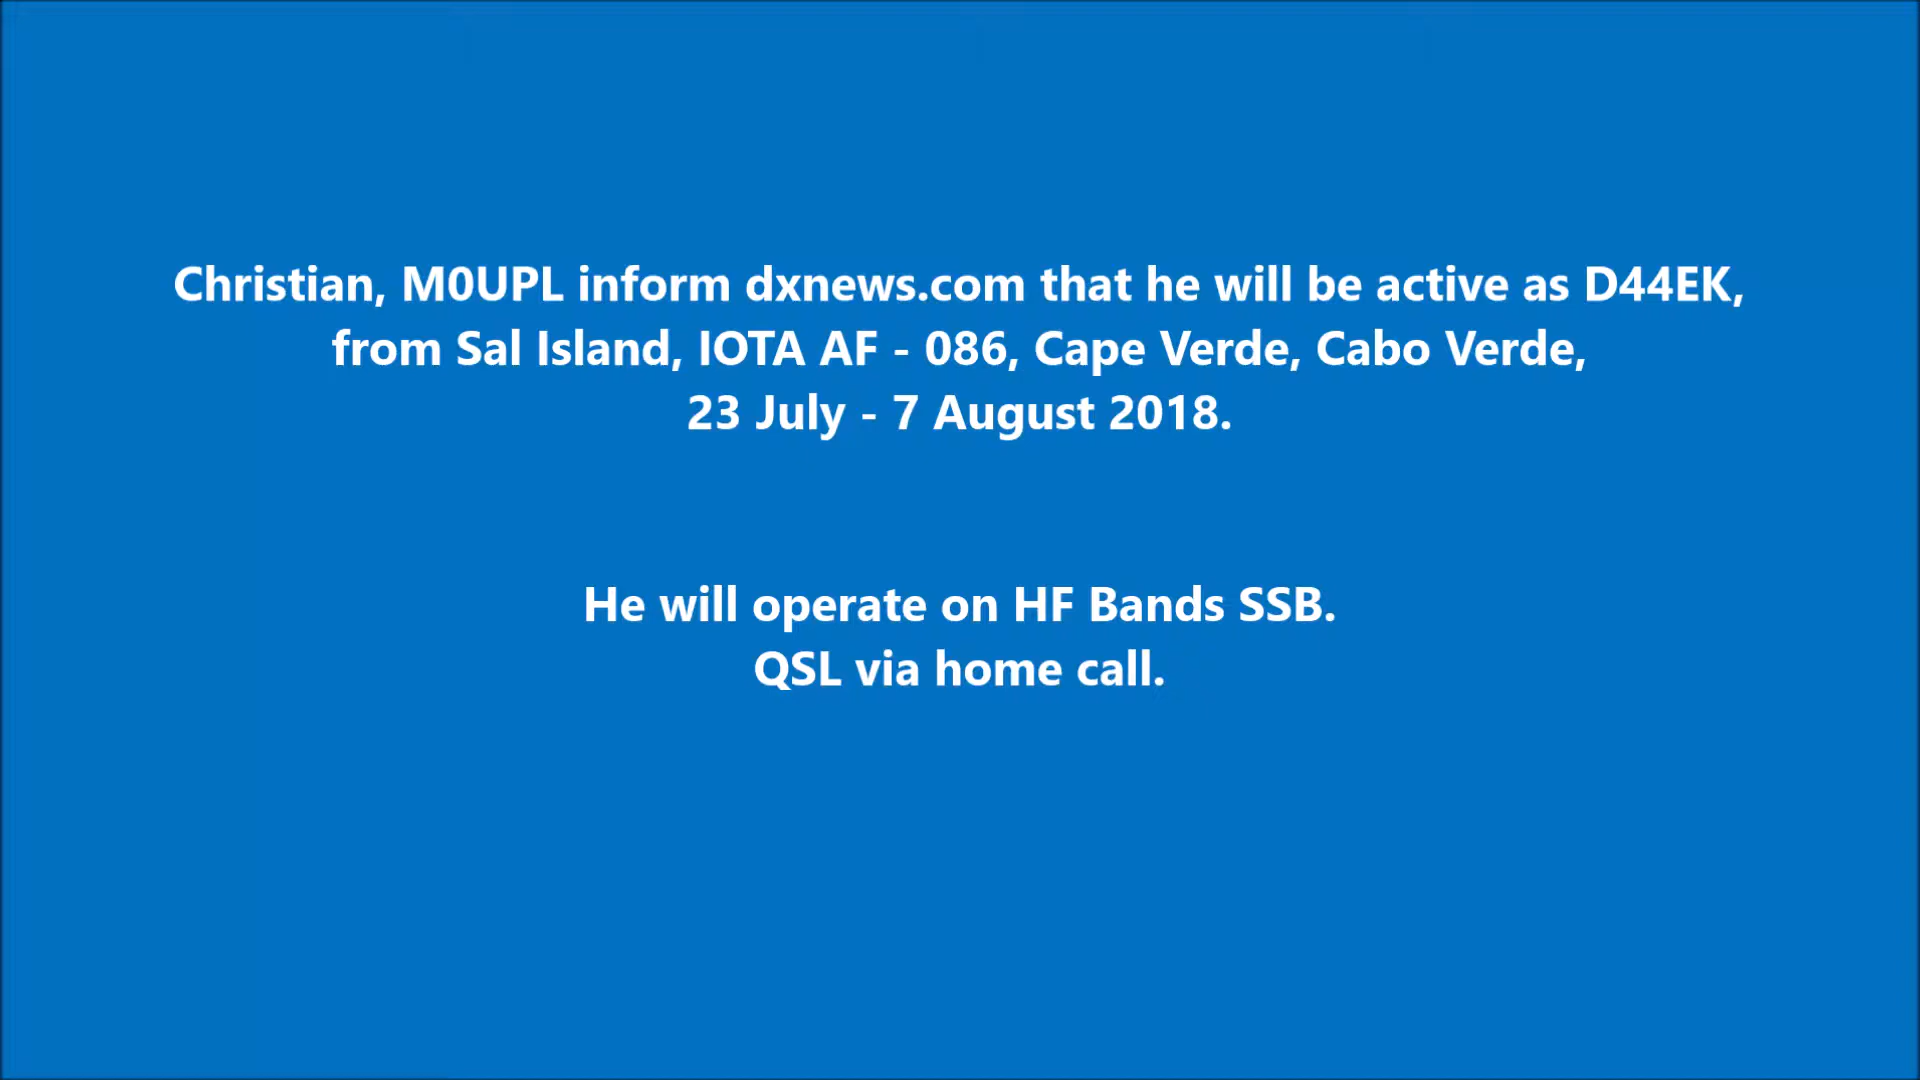 Christian, M0UPL inform dxnews.com that he will be active as D44EK,
from Sal Island, IOTA AF - 086, Cape Verde, Cabo Verde,
23 July - 7 August 2018.
He will operate on HF Bands SSB.
QSL via home call.